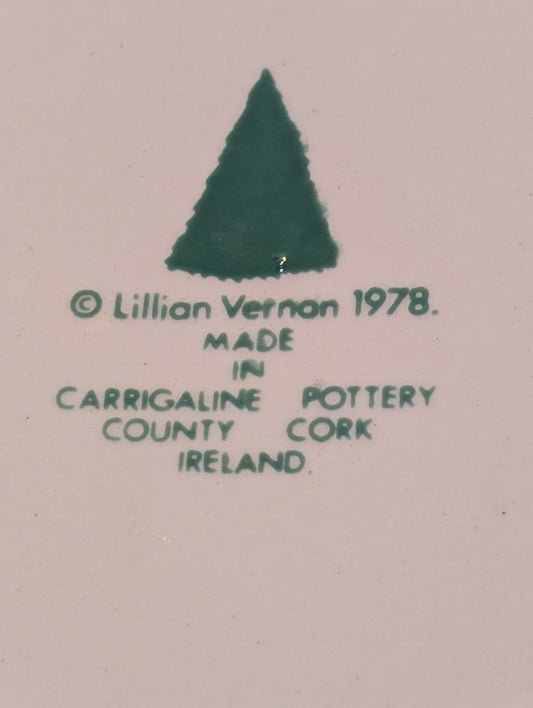 © Lillian Vernon 1978.
MADE
IN
CARRIGALINE POTTERY
COUNTY CORK
IRELAND.